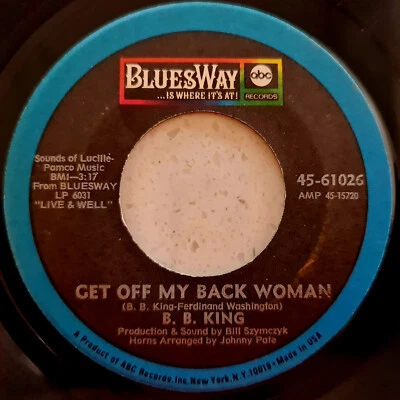 BLUESWAY
...IS WHERE IT'S AT!
abc
RECORDS
Sounds of Lucille-
Pamco Music
BMI-3:17
From BLUESWAY
LP 6031
"LIVE & WELL"
45-61026
AMP 45-15720
GET OFF MY BACK WOMAN
(B. B. King-Ferdinand Washington)
B. B. KING
Production & Sound by Bill Szymczyk
Horns Arranged by Johnny Pate
A Product of ABC Records, Inc. New York, N.Y. 10019 • Made in USA